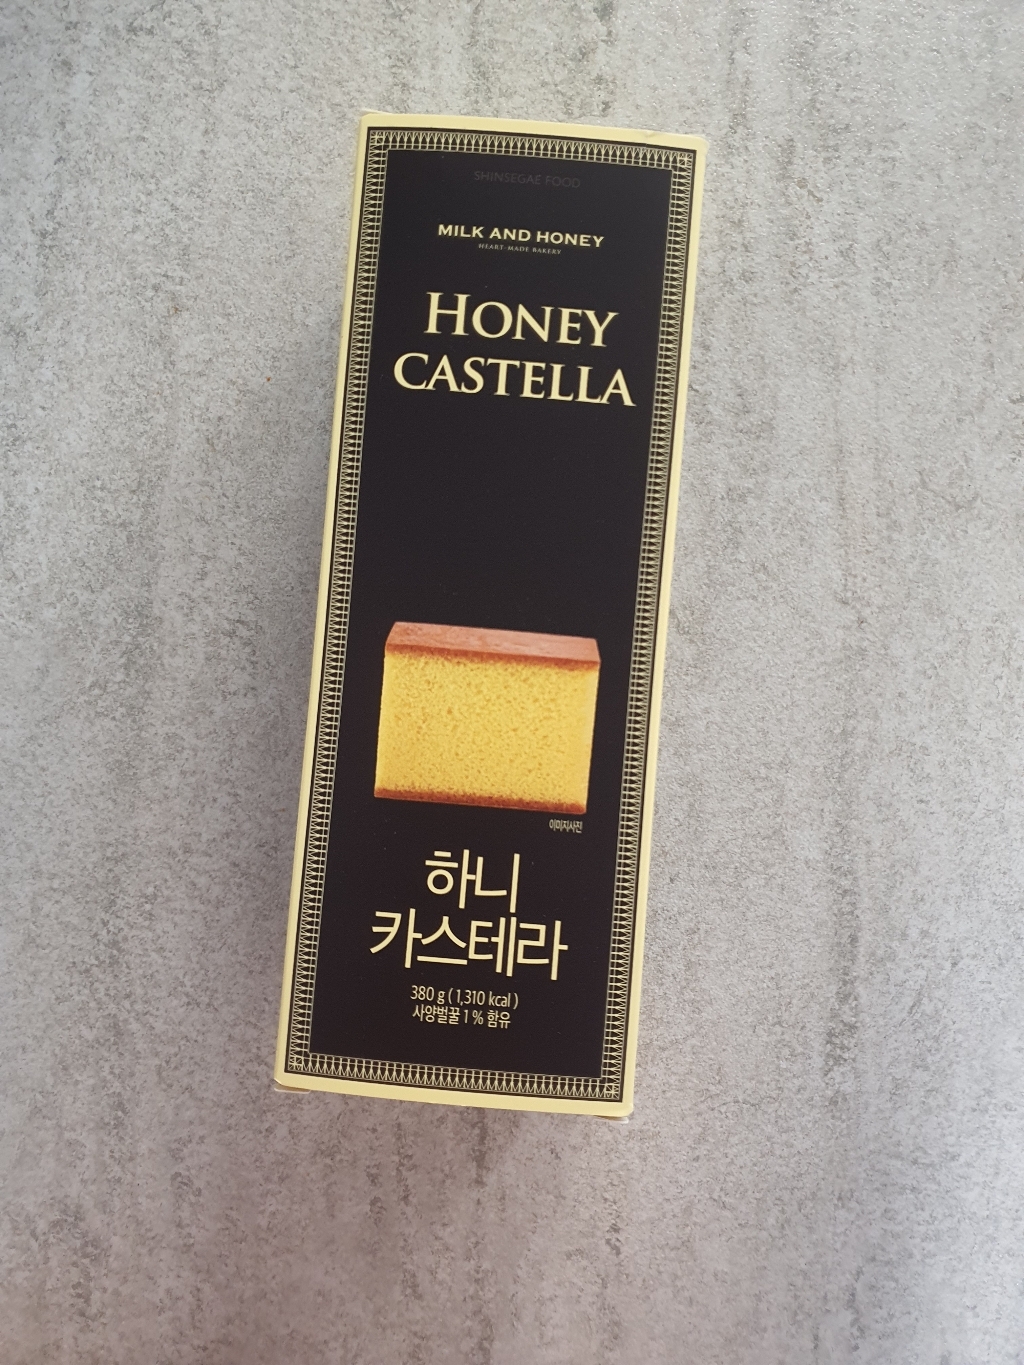 SHINSEGAE FOOD
MILK AND HONEY
HEART-MADE BAKERY
HONEY
CASTELLA
이미지사진
하니
카스테라
380 g ( 1,310 kcal )
사양벌꿀 1 % 함유